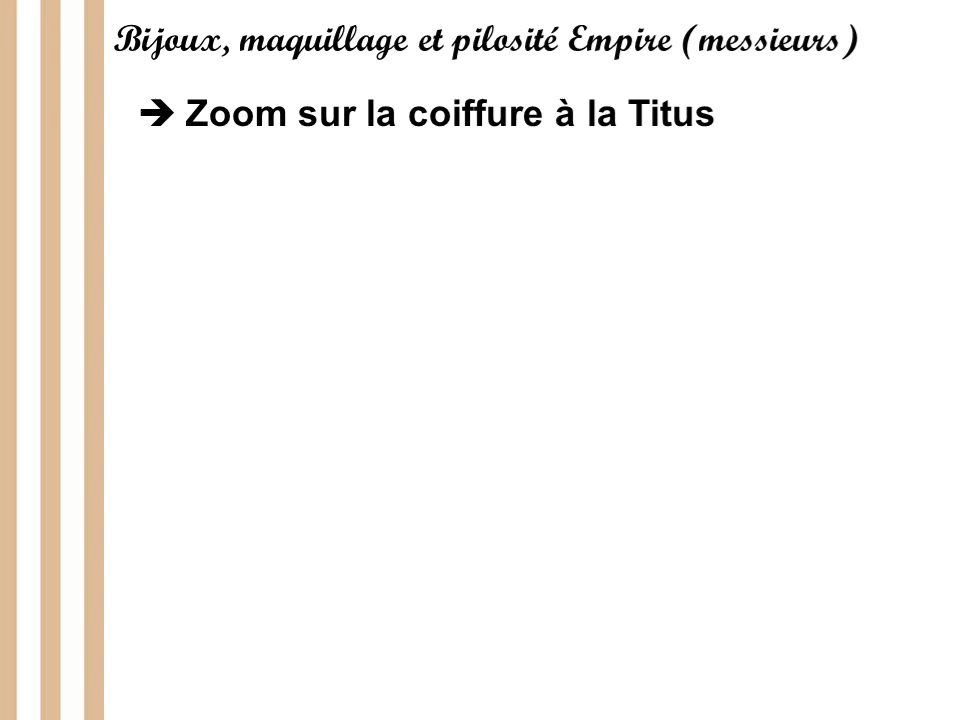 Bijoux, maquillage et pilosité Empire (messieurs)
➔ Zoom sur la coiffure à la Titus